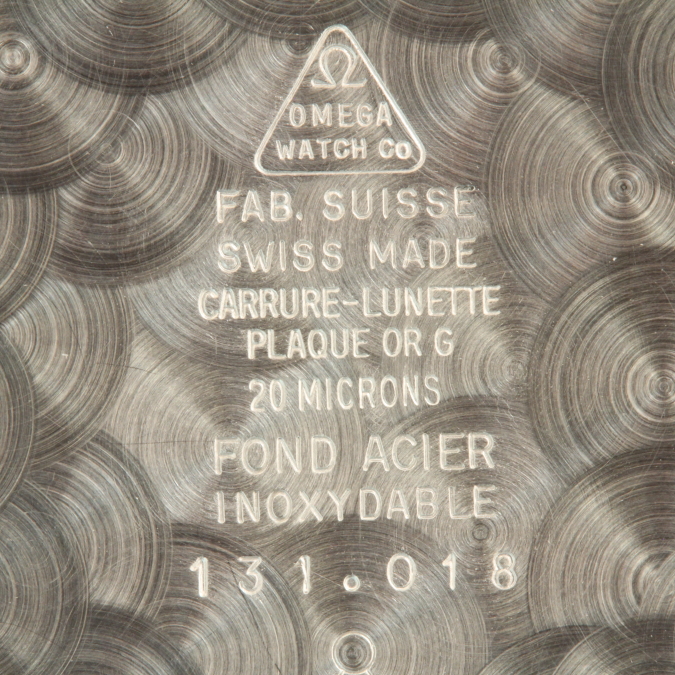 Ω
OMEGA
WATCH CO
FAB. SUISSE
SWISS MADE
CARRURE-LUNETTE
PLAQUE OR G
20 MICRONS
FOND ACIER
INOXYDABLE
131.018